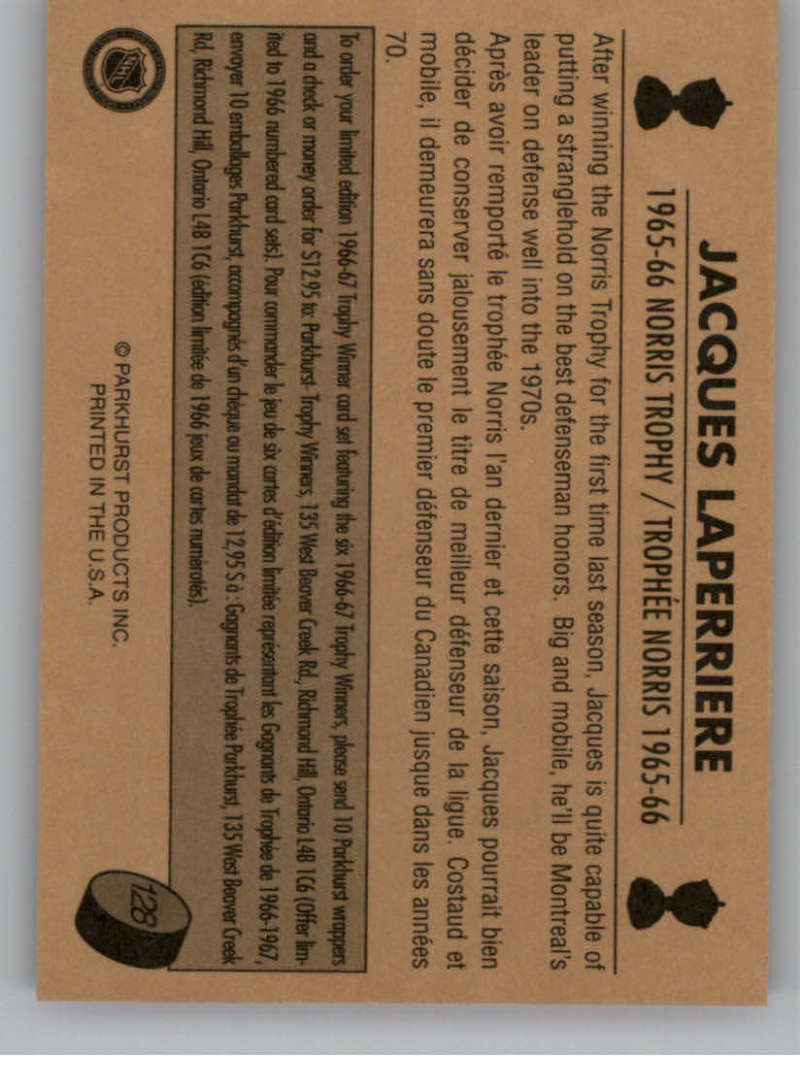 JACQUES LAPERRIERE
1965-66 NORRIS TROPHY / TROPHÉE NORRIS 1965-66
After winning the Norris Trophy for the first time last season, Jacques is quite capable of
putting a stranglehold on the best defenseman honors. Big and mobile, he'll be Montreal's
leader on defense well into the 1970s.
Après avoir remporté le trophée Norris l'an dernier et cette saison, Jacques pourrait bien
décider de conserver jalousement le titre de meilleur défenseur de la ligue. Costaud et
mobile, il demeurera sans doute le premier défenseur du Canadien jusque dans les années
70.
To order your limited edition 1966-67 Trophy Winner card set featuring the six 1966-67 Trophy Winners, please send 10 Parkhurst wrappers
and a check or money order for $12.95 to: Parkhurst- Trophy Winners, 135 West Beaver Creek Rd., Richmond Hill, Ontario L4B 1C6 (Offer lim-
ited to 1966 numbered card sets). Pour commander le jeu de six cartes d'édition limitée représentant les Gagnants de Trophée de 1966-1967,
envoyer 10 emballages Parkhurst, accompagnés d'un chèque ou mandat de 12,95 $ à : Gagnants de Trophée Parkhurst, 135 West Beaver Creek
Rd, Richmond Hill, Ontario L4B 1C6 (édition limitée de 1966 jeux de cartes numérotés).
NHL
© PARKHURST PRODUCTS INC.
PRINTED IN THE U.S.A.
128